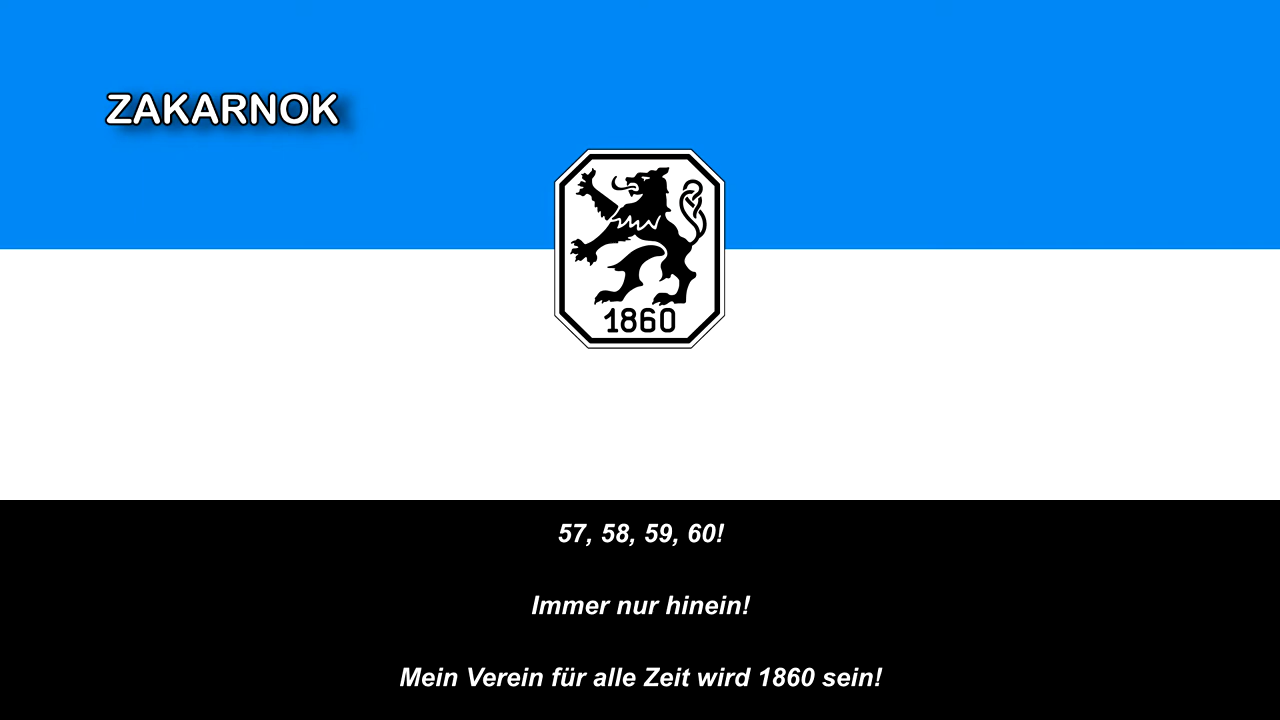 ZAKARNOK
1860
57, 58, 59, 60!
Immer nur hinein!
Mein Verein für alle Zeit wird 1860 sein!